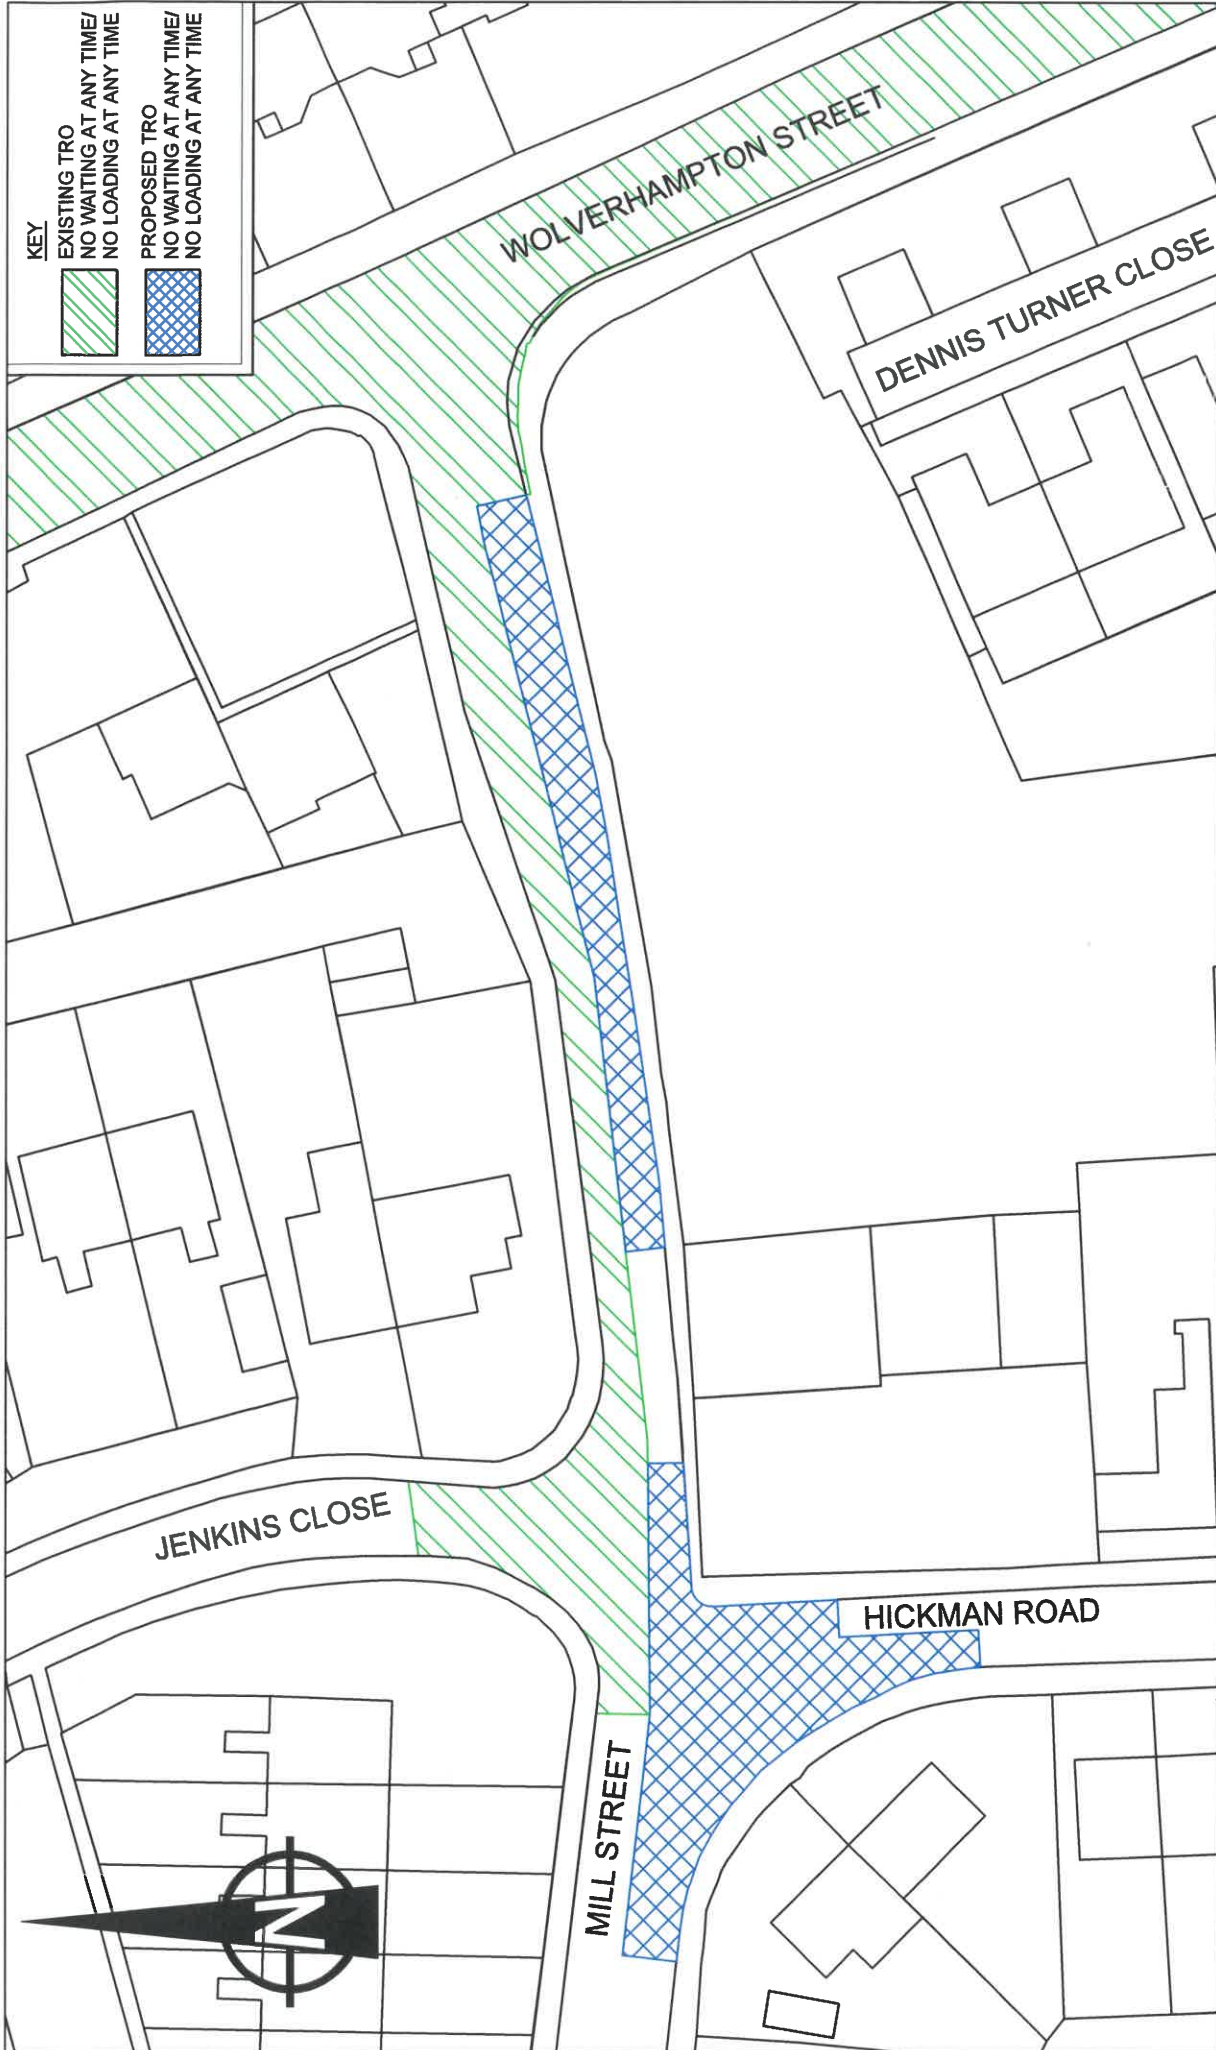 KEY
EXISTING TRO
NO WAITING AT ANY TIME/
NO LOADING AT ANY TIME
PROPOSED TRO
NO WAITING AT ANY TIME/
NO LOADING AT ANY TIME
WOLVERHAMPTON STREET
DENNIS TURNER CLOSE
JENKINS CLOSE
HICKMAN ROAD
MILL STREET
N